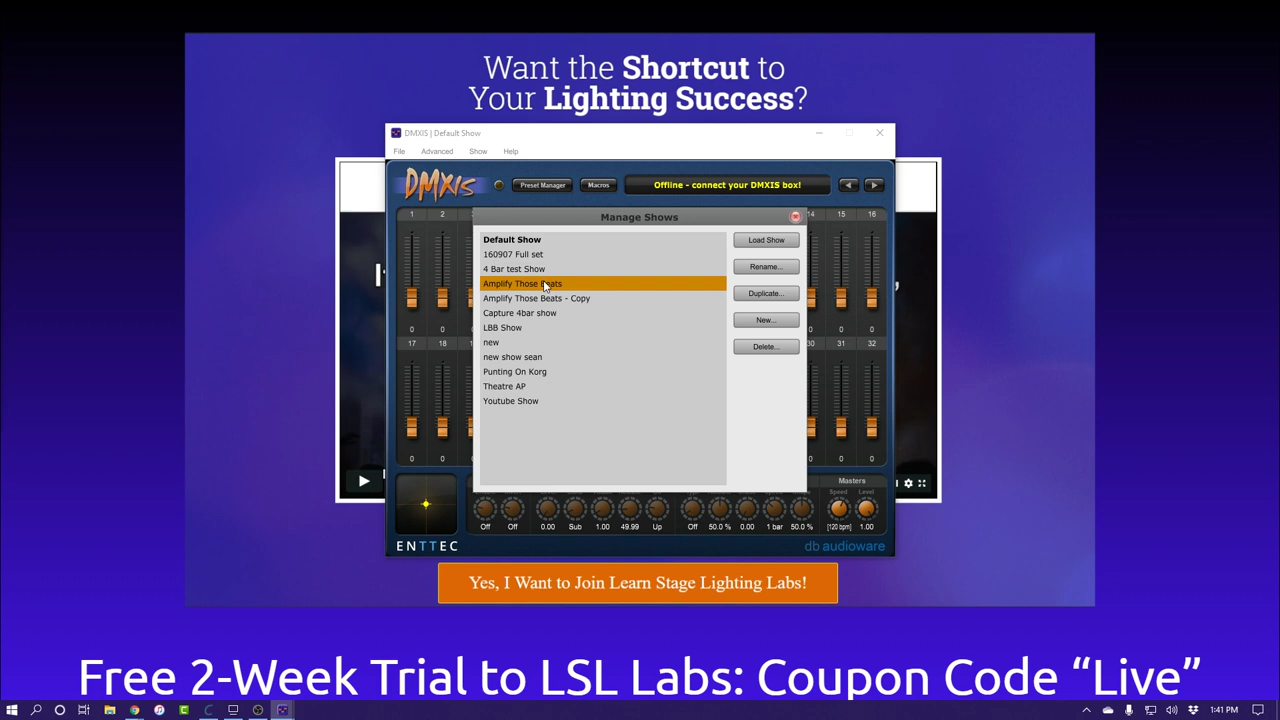 Want the Shortcut to
Your Lighting Success?
DMXIS | Default Show
File Advanced Show Help
DMXIS
Preset Manager
Macros
Offline - connect your DMXIS box!
1 2 14 15 16
Manage Shows
Default Show
160907 Full set
4 Bar test Show
Amplify Those Beats
Amplify Those Beats - Copy
Capture 4bar show
LBB Show
new
new show sean
Punting On Korg
Theatre AP
Youtube Show
Load Show
Rename...
Duplicate...
New...
Delete...
0 0 0 0 0
17 18 30 31 32
0 0 0 0 0
Masters
Speed Level
Off Off 0.00 Sub 1.00 49.99 Up Off 50.0 % 0.00 1 bar 50.0 % [120 bpm] 1.00
ENTTEC
db audioware
Yes, I Want to Join Learn Stage Lighting Labs!
Free 2-Week Trial to LSL Labs: Coupon Code “Live”
1:41 PM